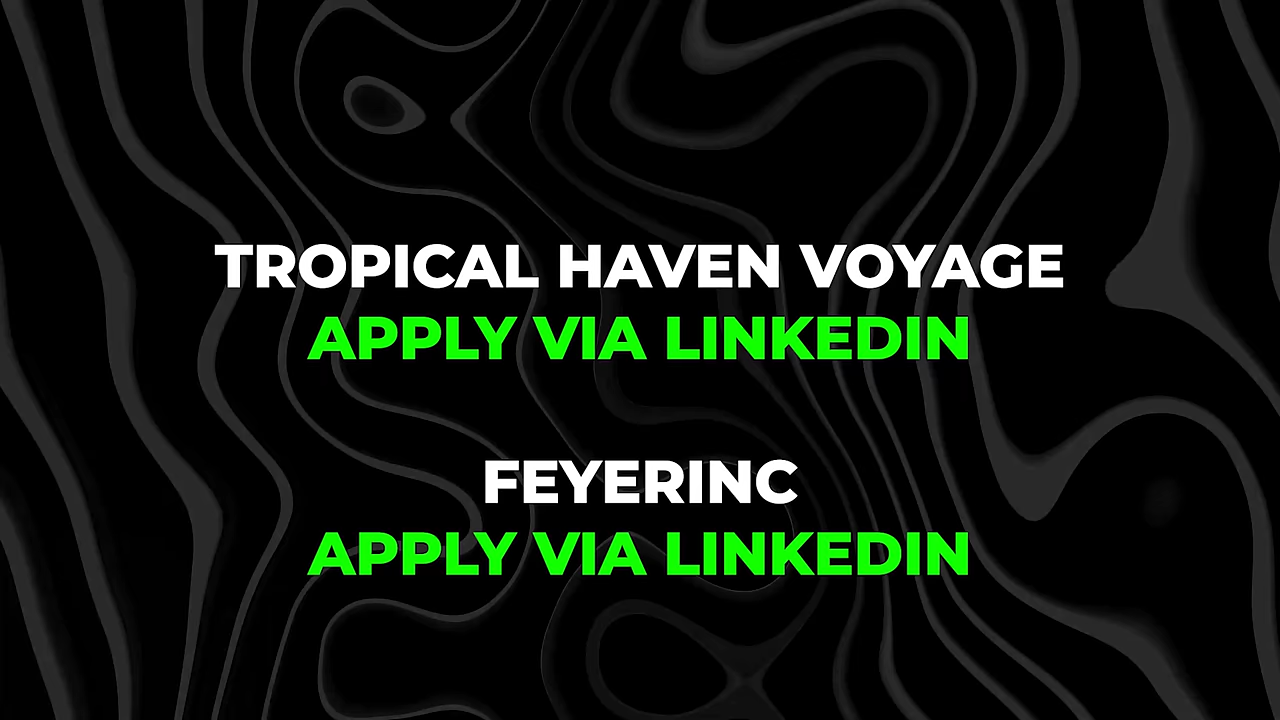 TROPICAL HAVEN VOYAGE
APPLY VIA LINKEDIN
FEYERINC
APPLY VIA LINKEDIN